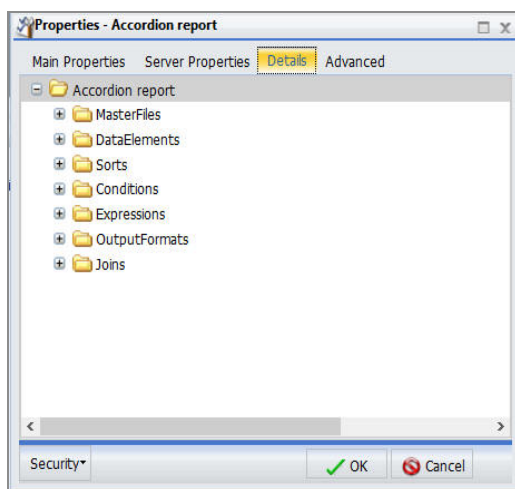 Properties - Accordion report
Main Properties Server Properties Details Advanced
Accordion report
MasterFiles
DataElements
Sorts
Conditions
Expressions
OutputFormats
Joins
Security OK Cancel